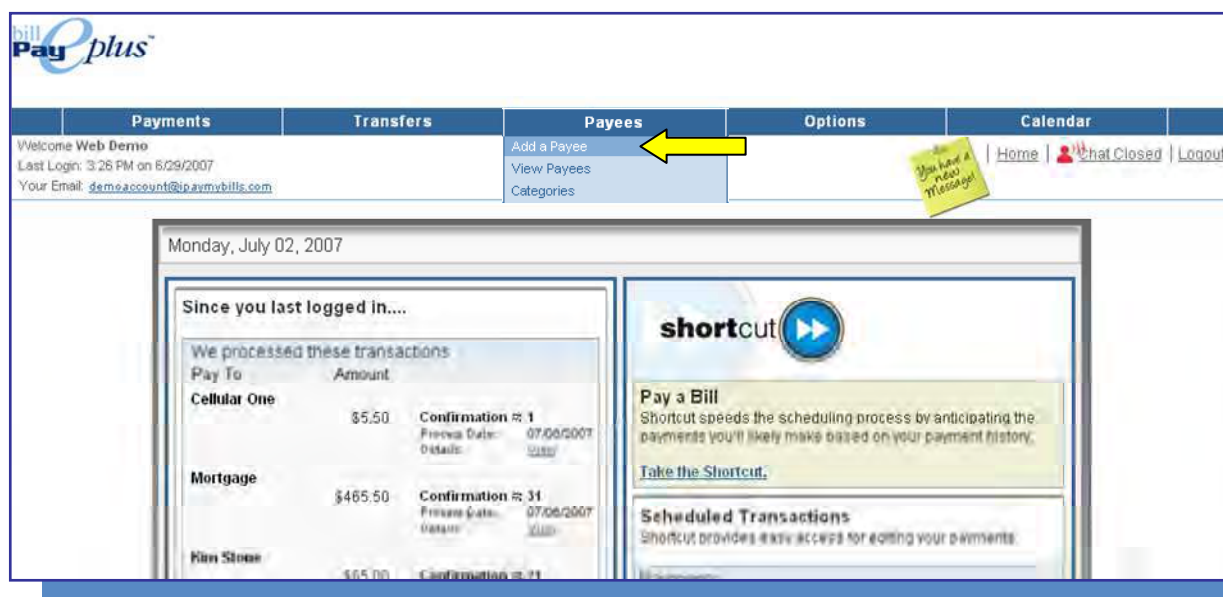 bill
Pay e plus™
Payments Transfers Payees Options Calendar
Welcome Web Demo
Last Login: 3:26 PM on 6/29/2007
Your Email: demoaccount@ipaymybills.com
Add a Payee
View Payees
Categories
You have a
new
message!
| Home | Chat Closed | Logout
Monday, July 02, 2007
Since you last logged in....
We processed these transactions
Pay To Amount
Cellular One
$5.50 Confirmation #: 1
Process Date: 07/06/2007
Details: View
Mortgage
$465.50 Confirmation #: 31
Process Date: 07/06/2007
Details: View
Kim Stone
$65.00 Confirmation #: 21
shortcut
Pay a Bill
Shortcut speeds the scheduling process by anticipating the
payments you'll likely make based on your payment history.
Take the Shortcut.
Scheduled Transactions
Shortcut provides easy access for editing your payments.